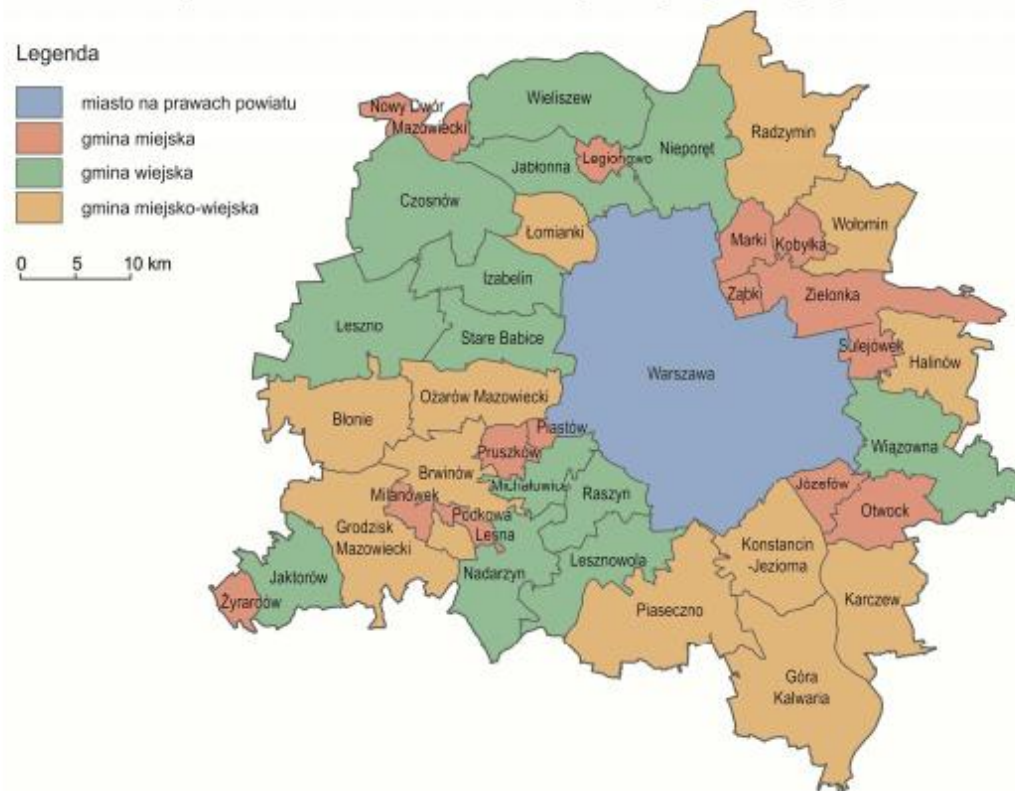 Legenda
miasto na prawach powiatu
gmina miejska
gmina wiejska
gmina miejsko-wiejska
0 5 10 km
Nowy Dwór
Mazowiecki
Wieliszew
Nieporęt
Radzymin
Jabłonna
Legionowo
Czosnów
Łomianki
Marki
Kobyłka
Wołomin
Izabelin
Ząbki
Zielonka
Leszno
Stare Babice
Sulejówek
Halinów
Warszawa
Ożarów Mazowiecki
Błonie
Piastów
Pruszków
Wiązowna
Brwinów
Michałowice
Raszyn
Józefów
Otwock
Milanówek
Podkowa
Leśna
Grodzisk
Mazowiecki
Lesznowola
Konstancin
-Jeziorna
Nadarzyn
Jaktorów
Żyrardów
Piaseczno
Karczew
Góra
Kalwaria